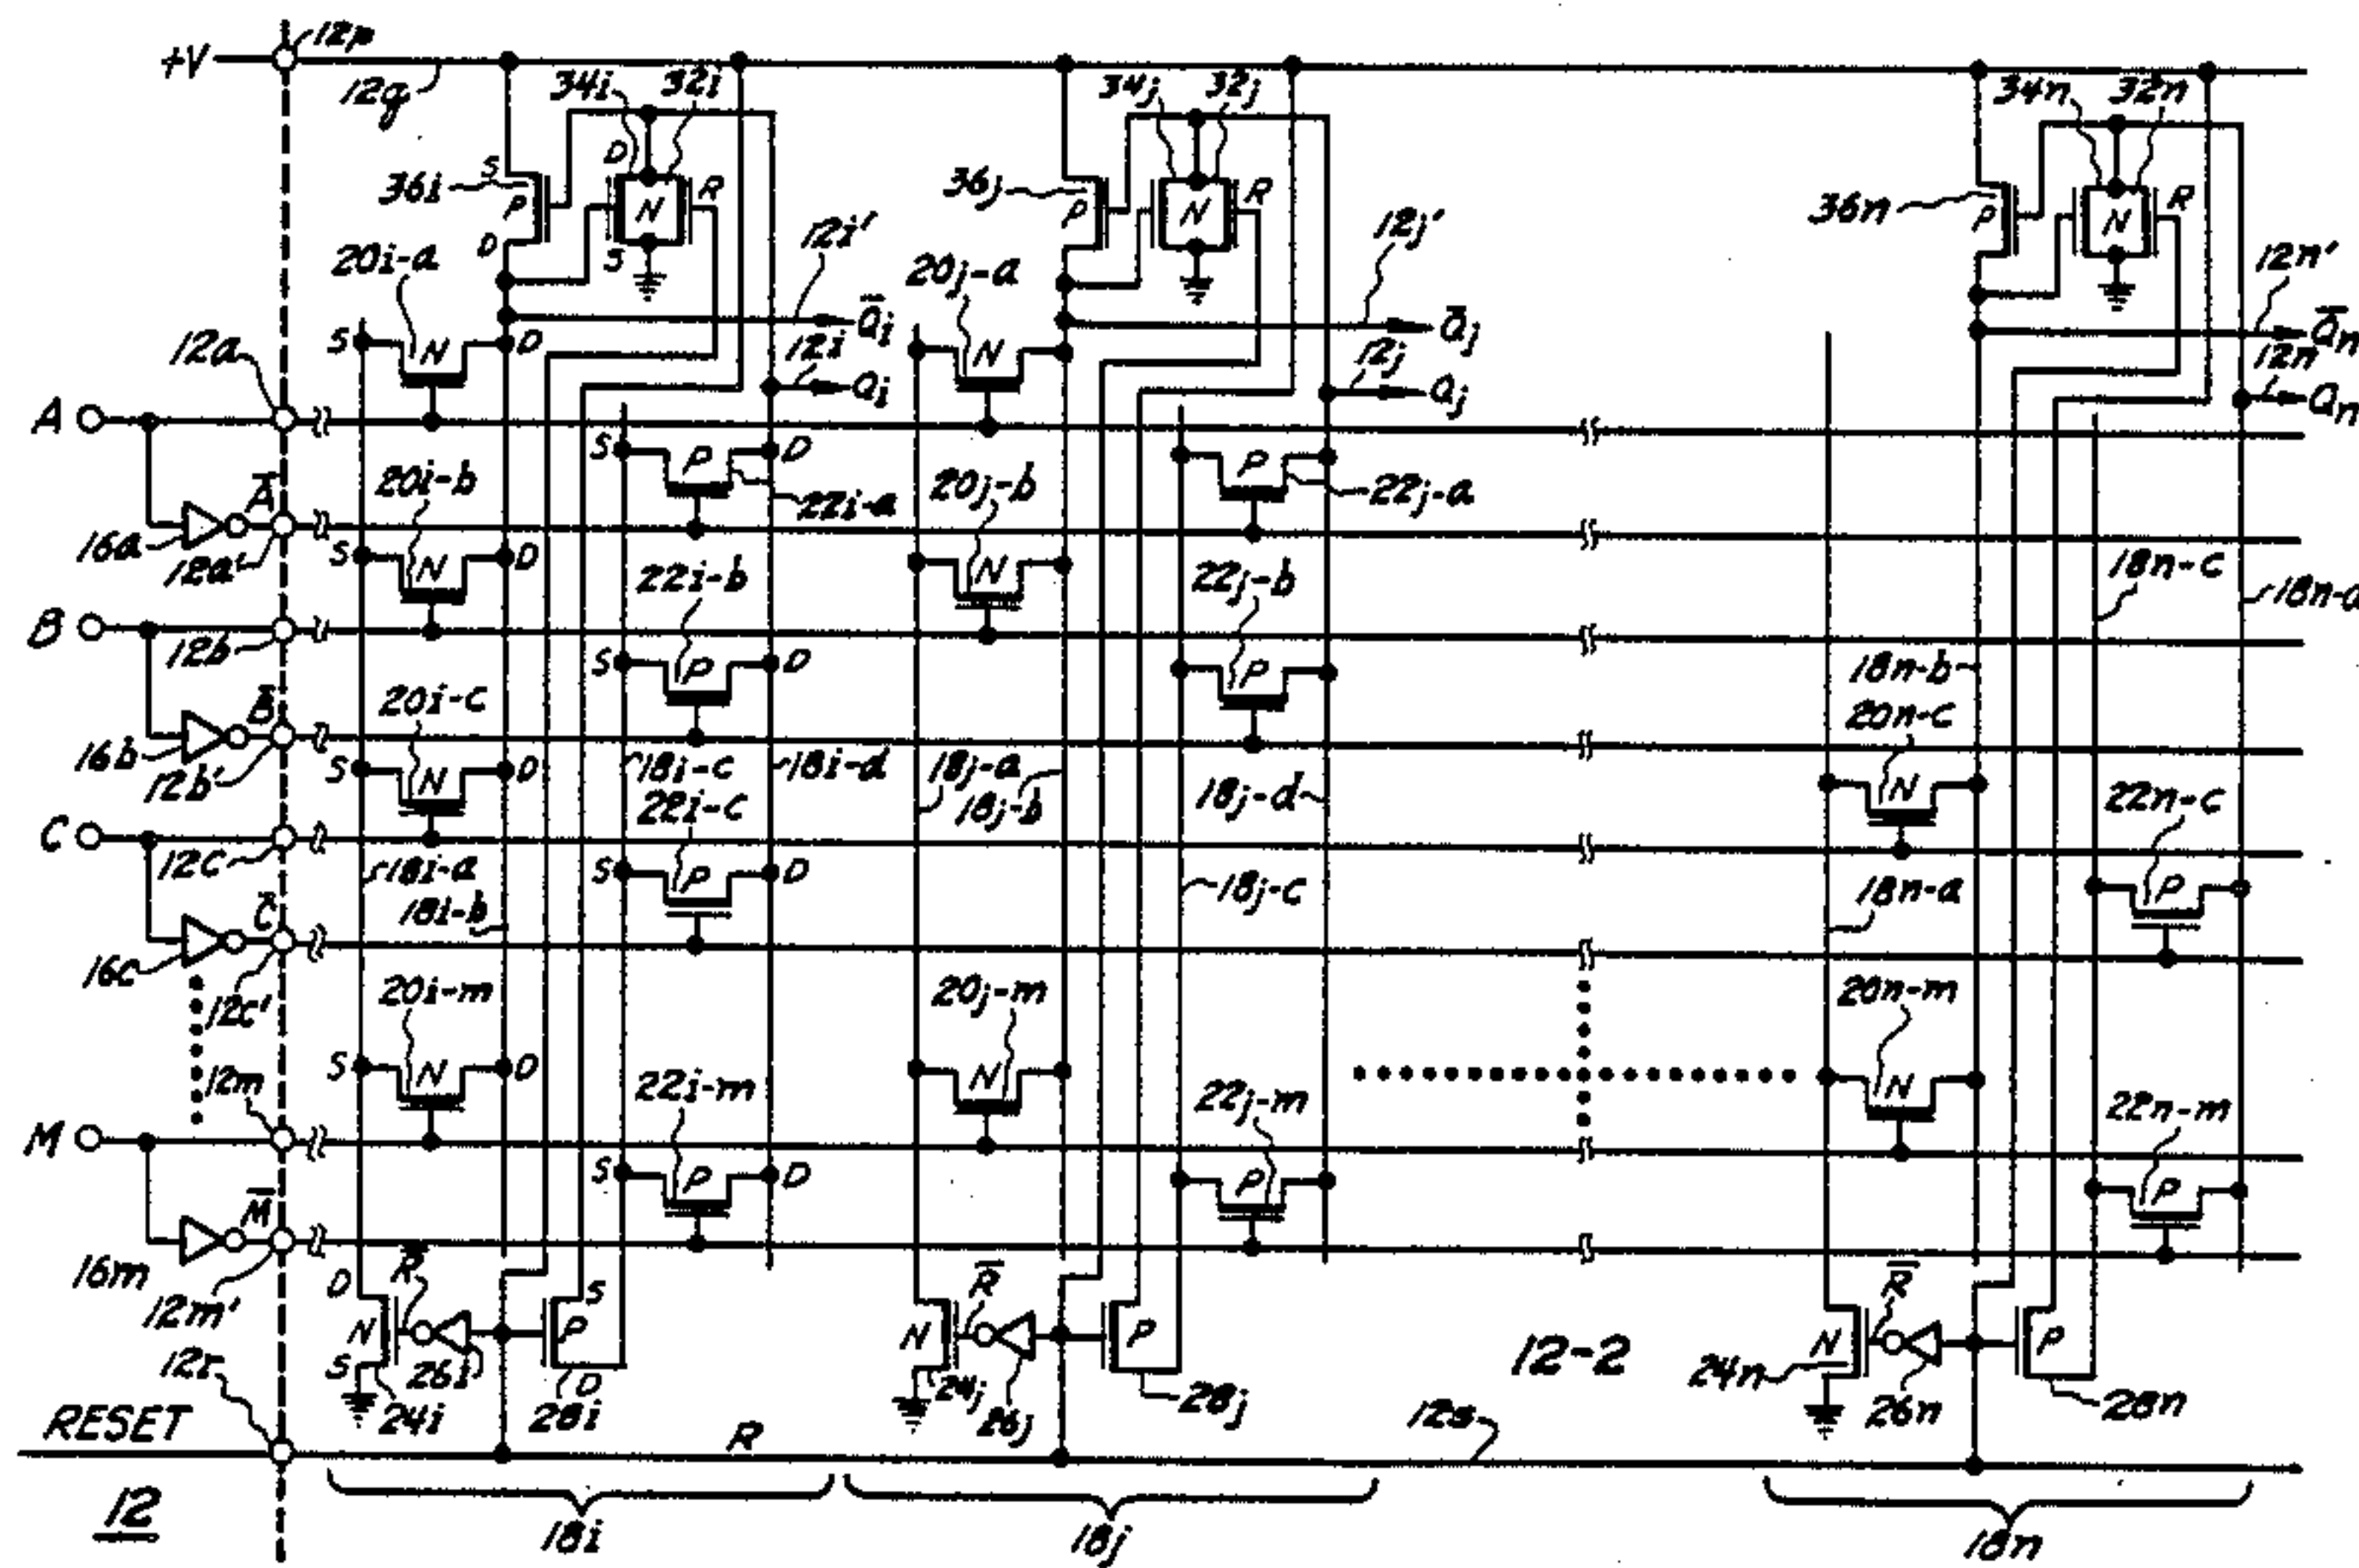 +V
12p
12g
34i
32i
34j
32j
34n
32n
S
D
R
36i
P
N
D
S
36j
P
N
R
36n
P
N
R
20i-a
12i'
20j-a
12j'
12n'
Q̅i
Q̅j
Q̅n
12a
S
N
D
12i
N
12j
12n
A
Qi
Qj
Qn
S
P
D
P
A̅
20i-b
22i-a
20j-b
22j-a
16a
12a'
S
N
D
22i-b
N
22j-b
18n-c
18n-d
B
12b
S
P
D
P
18n-b
B̅
20i-c
20n-c
16b
12b'
S
N
D
18i-c
18i-d
18j-a
18j-b
18j-d
N
22i-c
22n-c
C
12c
18i-a
S
P
D
18j-c
18n-a
P
18i-b
C̅
16c
12c'
20i-m
20j-m
20n-m
12m
S
N
D
N
N
22i-m
22j-m
22n-m
M
S
P
D
P
P
M̅
16m
12m'
D
R̅
S
R̅
R̅
N
P
N
P
12-2
N
P
S
26i
D
24i
28i
24j
26j
28j
24n
26n
28n
12r
12s
RESET
R
12
18i
18j
18n